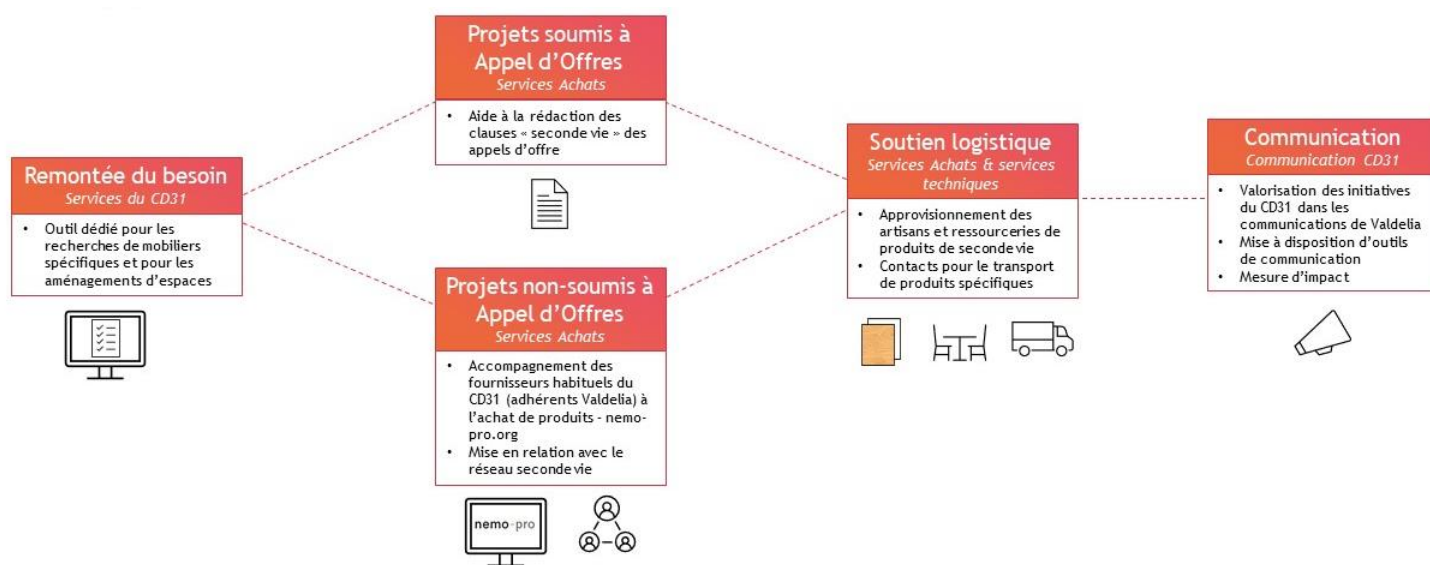 Remontée du besoin
Services du CD31
• Outil dédié pour les
recherches de mobiliers
spécifiques et pour les
aménagements d'espaces
Projets soumis à
Appel d'Offres
Services Achats
• Aide à la rédaction des
clauses « seconde vie » des
appels d'offre
Projets non-soumis à
Appel d'Offres
Services Achats
• Accompagnement des
fournisseurs habituels du
CD31 (adhérents Valdelia) à
l'achat de produits - nemo-
pro.org
• Mise en relation avec le
réseau seconde vie
nemo-pro
Soutien logistique
Services Achats & services
techniques
• Approvisionnement des
artisans et ressourceries de
produits de seconde vie
• Contacts pour le transport
de produits spécifiques
Communication
Communication CD31
• Valorisation des initiatives
du CD31 dans les
communications de Valdelia
• Mise à disposition d'outils
de communication
• Mesure d'impact